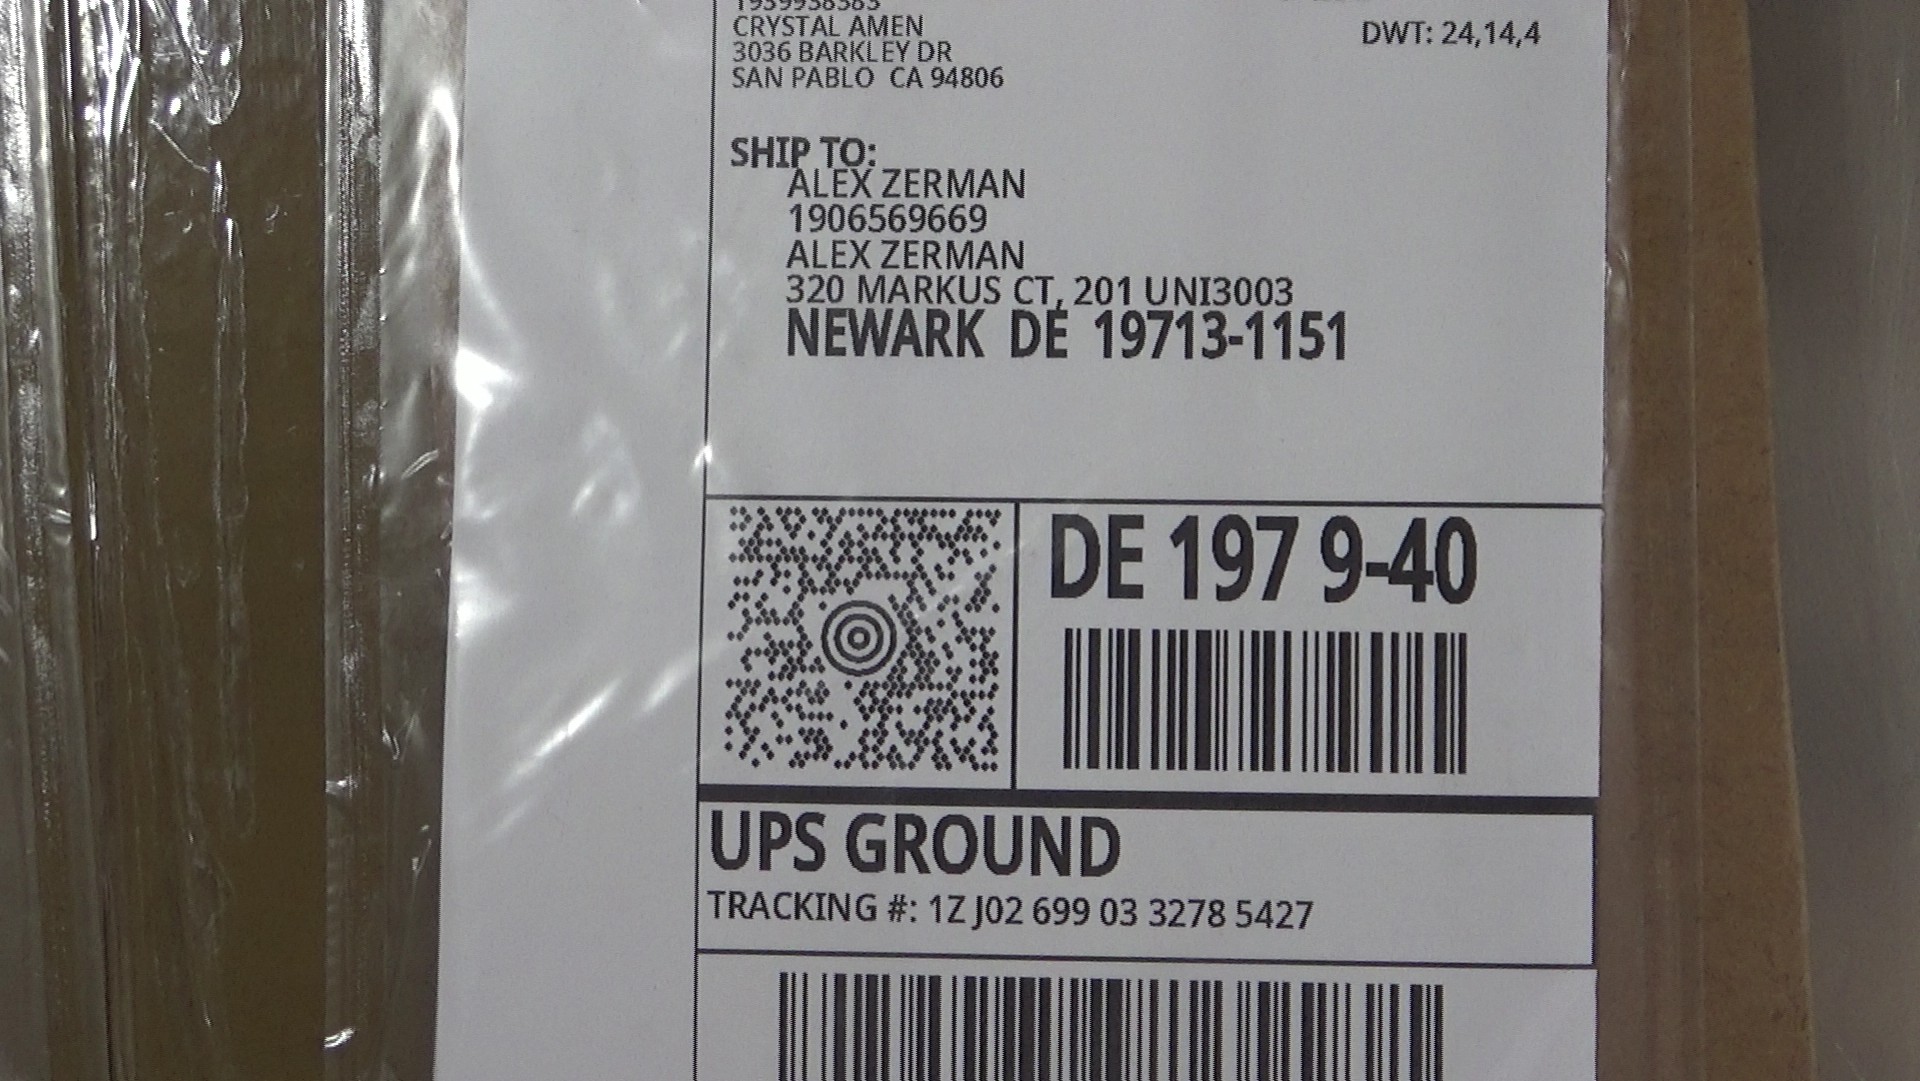 1939938383
CRYSTAL AMEN
3036 BARKLEY DR
SAN PABLO CA 94806
DWT: 24,14,4
SHIP TO:
ALEX ZERMAN
1906569669
ALEX ZERMAN
320 MARKUS CT, 201 UNI3003
NEWARK DE 19713-1151
DE 197 9-40
UPS GROUND
TRACKING #: 1Z J02 699 03 3278 5427